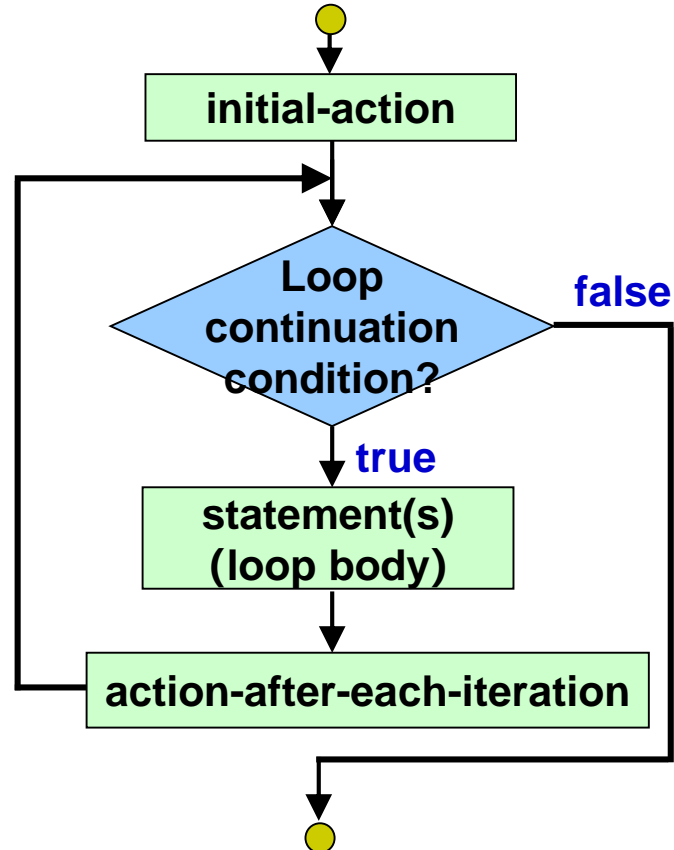 initial-action
Loop
continuation
condition?
false
true
statement(s)
(loop body)
action-after-each-iteration